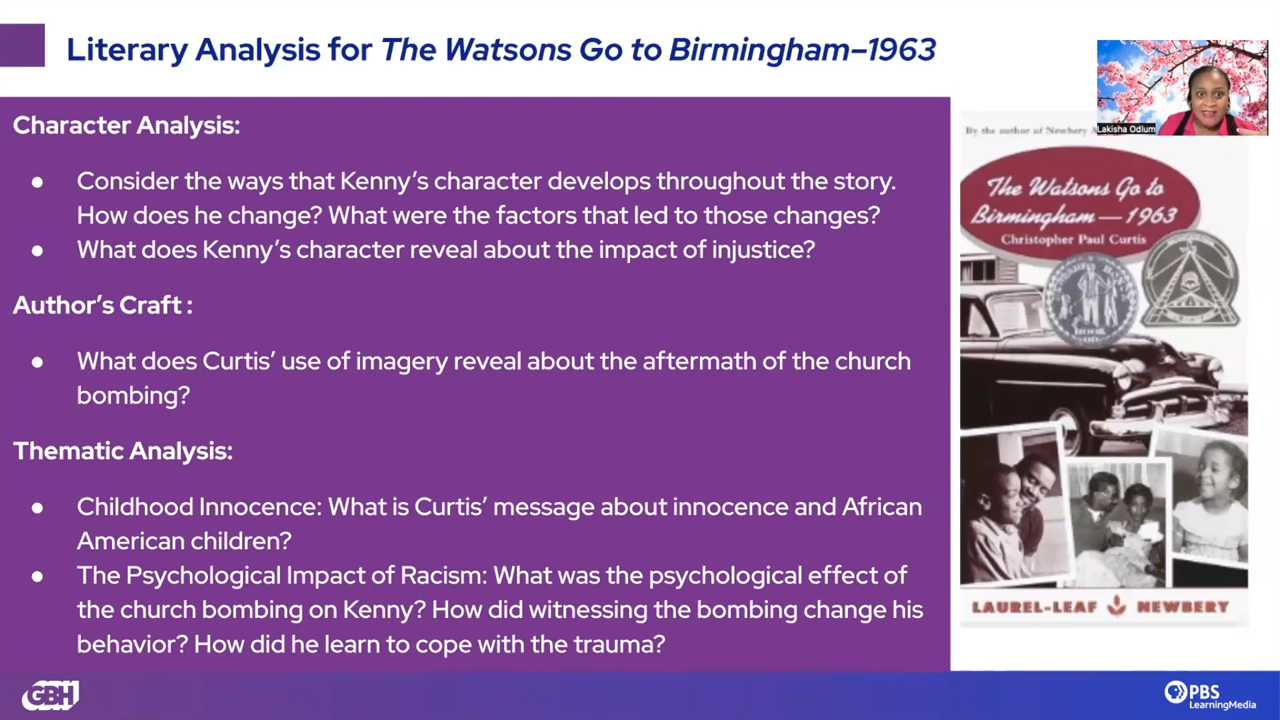 Literary Analysis for The Watsons Go to Birmingham–1963
Lakisha Odlum
Character Analysis:
● Consider the ways that Kenny’s character develops throughout the story.
How does he change? What were the factors that led to those changes?
● What does Kenny’s character reveal about the impact of injustice?
Author’s Craft :
● What does Curtis’ use of imagery reveal about the aftermath of the church
bombing?
Thematic Analysis:
● Childhood Innocence: What is Curtis’ message about innocence and African
American children?
● The Psychological Impact of Racism: What was the psychological effect of
the church bombing on Kenny? How did witnessing the bombing change his
behavior? How did he learn to cope with the trauma?
By the author of Newbery
The Watsons Go to
Birmingham — 1963
Christopher Paul Curtis
LAUREL-LEAF NEWBERY
GBH
PBS
LearningMedia